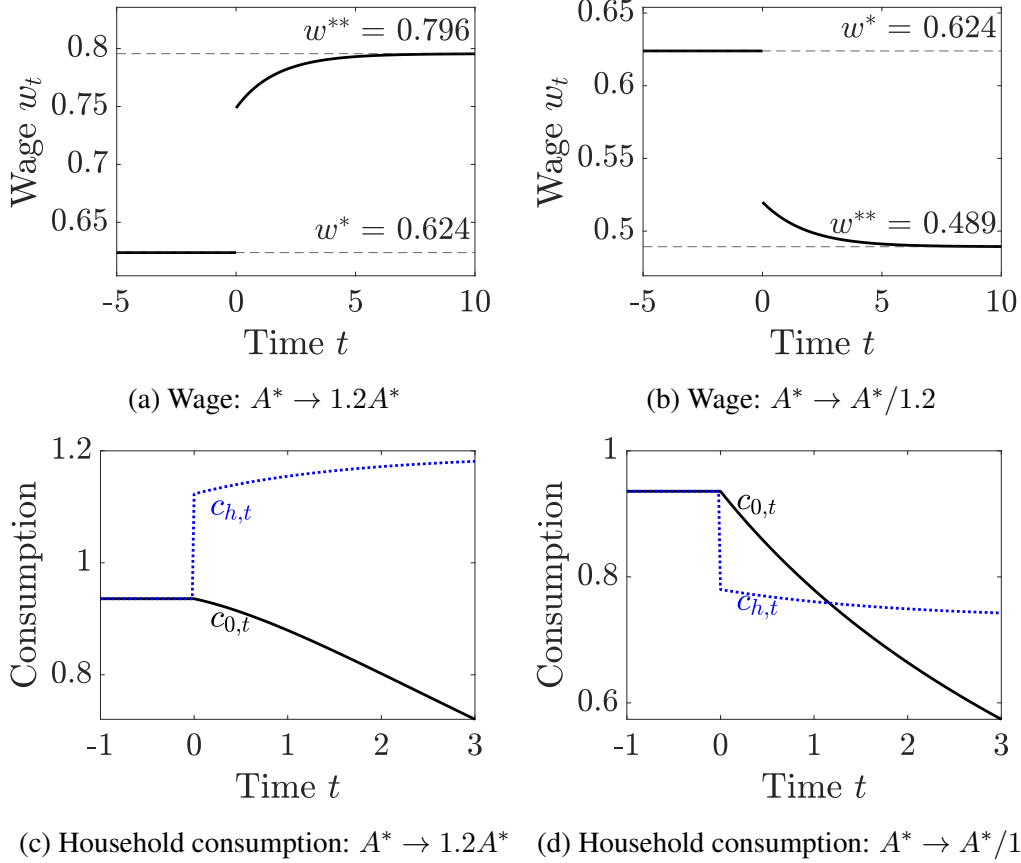 w** = 0.796
0.8
0.75
0.7
0.65
w* = 0.624
Wage w_t
-5 0 5 10
Time t
(a) Wage: A* → 1.2A*
0.65
w* = 0.624
0.6
0.55
0.5
w** = 0.489
Wage w_t
-5 0 5 10
Time t
(b) Wage: A* → A*/1.2
1.2
1
0.8
c_{h,t}
c_{0,t}
Consumption
-1 0 1 2 3
Time t
(c) Household consumption: A* → 1.2A*
1
0.8
0.6
c_{0,t}
c_{h,t}
Consumption
-1 0 1 2 3
Time t
(d) Household consumption: A* → A*/1